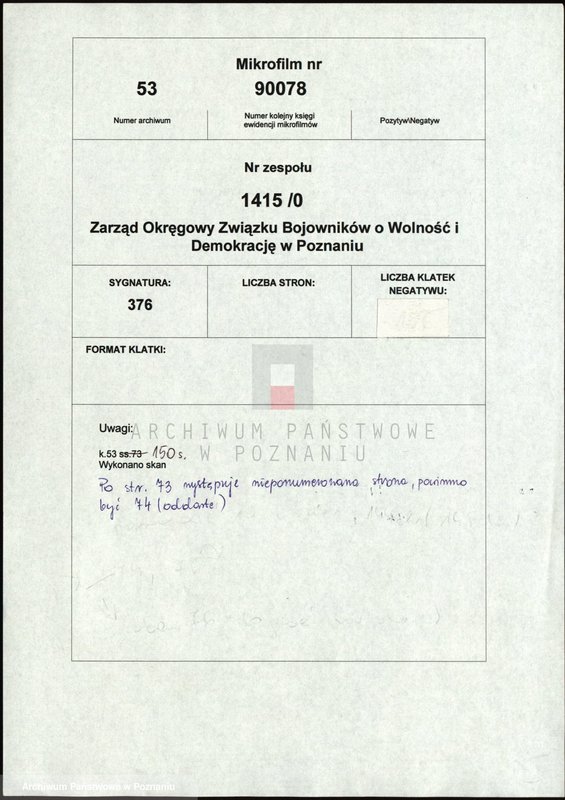 Mikrofilm nr
53 90078
Numer archiwum
Numer kolejny księgi
ewidencji mikrofilmów
Pozytyw\Negatyw
Nr zespołu
1415 /0
Zarząd Okręgowy Związku Bojowników o Wolność i
Demokrację w Poznaniu
SYGNATURA:
376
LICZBA STRON:
LICZBA KLATEK
NEGATYWU:
FORMAT KLATKI:
Uwagi:
ARCHIWUM PAŃSTWOWE
W POZNANIU
k.53 ss.73 150 s.
Wykonano skan
Po str. 73 występuje nieponumerowana strona, powinno
być 74 (oddarte)
Archiwum Państwowe w Poznaniu